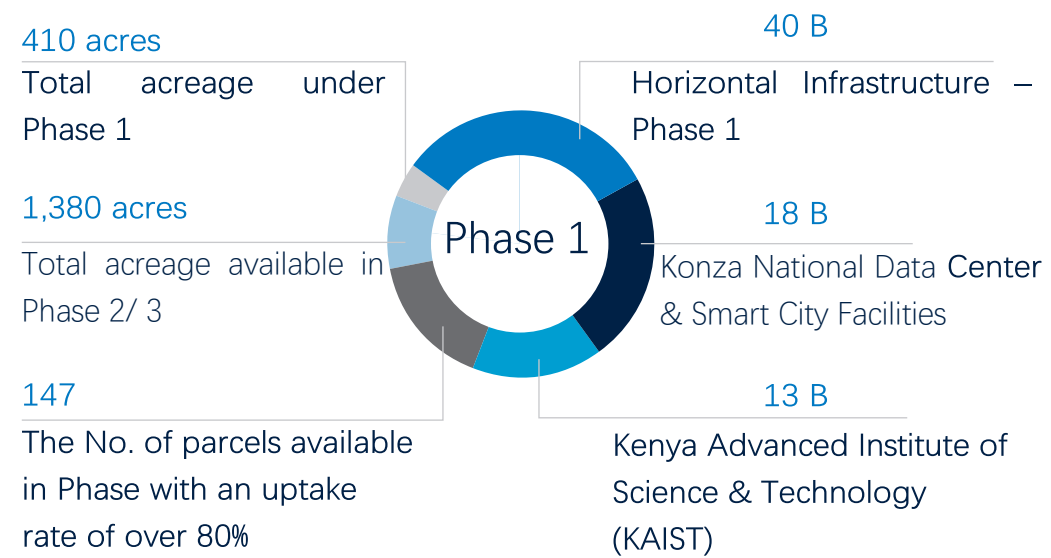 410 acres
Total acreage under
Phase 1
1,380 acres
Total acreage available in
Phase 2/ 3
147
The No. of parcels available
in Phase with an uptake
rate of over 80%
Phase 1
40 B
Horizontal Infrastructure –
Phase 1
18 B
Konza National Data Center
& Smart City Facilities
13 B
Kenya Advanced Institute of
Science & Technology
(KAIST)